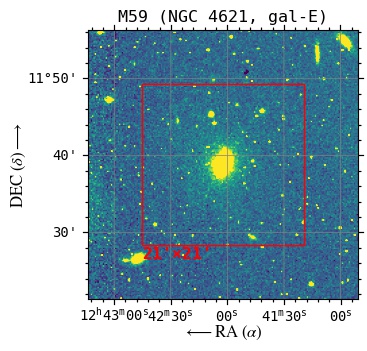 M59 (NGC 4621, gal-E)
11°50'
40'
30'
DEC (δ) ⟶
21'×21'
12ʰ43ᵐ00ˢ 42ᵐ30ˢ 00ˢ 41ᵐ30ˢ 00ˢ
⟵ RA (α)